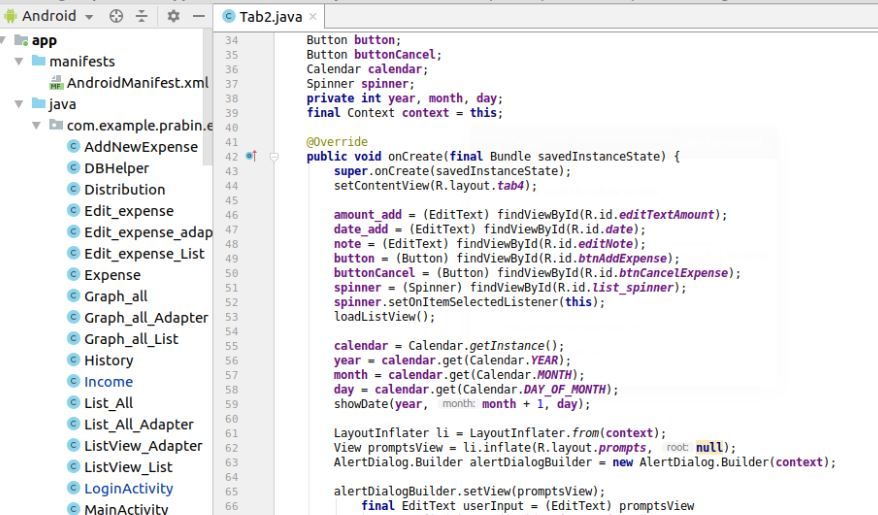 Android
Tab2.java
app
manifests
AndroidManifest.xml
java
com.example.prabin.e
AddNewExpense
DBHelper
Distribution
Edit_expense
Edit_expense_adap
Edit_expense_List
Expense
Graph_all
Graph_all_Adapter
Graph_all_List
History
Income
List_All
List_All_Adapter
ListView_Adapter
ListView_List
LoginActivity
MainActivity
34 Button button;
35 Button buttonCancel;
36 Calendar calendar;
37 Spinner spinner;
38 private int year, month, day;
39 final Context context = this;
40
41 @Override
42 public void onCreate(final Bundle savedInstanceState) {
43 super.onCreate(savedInstanceState);
44 setContentView(R.layout.tab4);
45
46 amount_add = (EditText) findViewById(R.id.editTextAmount);
47 date_add = (EditText) findViewById(R.id.date);
48 note = (EditText) findViewById(R.id.editNote);
49 button = (Button) findViewById(R.id.btnAddExpense);
50 buttonCancel = (Button) findViewById(R.id.btnCancelExpense);
51 spinner = (Spinner) findViewById(R.id.list_spinner);
52 spinner.setOnItemSelectedListener(this);
53 loadListView();
54
55 calendar = Calendar.getInstance();
56 year = calendar.get(Calendar.YEAR);
57 month = calendar.get(Calendar.MONTH);
58 day = calendar.get(Calendar.DAY_OF_MONTH);
59 showDate(year, month: month + 1, day);
60
61 LayoutInflater li = LayoutInflater.from(context);
62 View promptsView = li.inflate(R.layout.prompts, root: null);
63 AlertDialog.Builder alertDialogBuilder = new AlertDialog.Builder(context);
64
65 alertDialogBuilder.setView(promptsView);
66 final EditText userInput = (EditText) promptsView